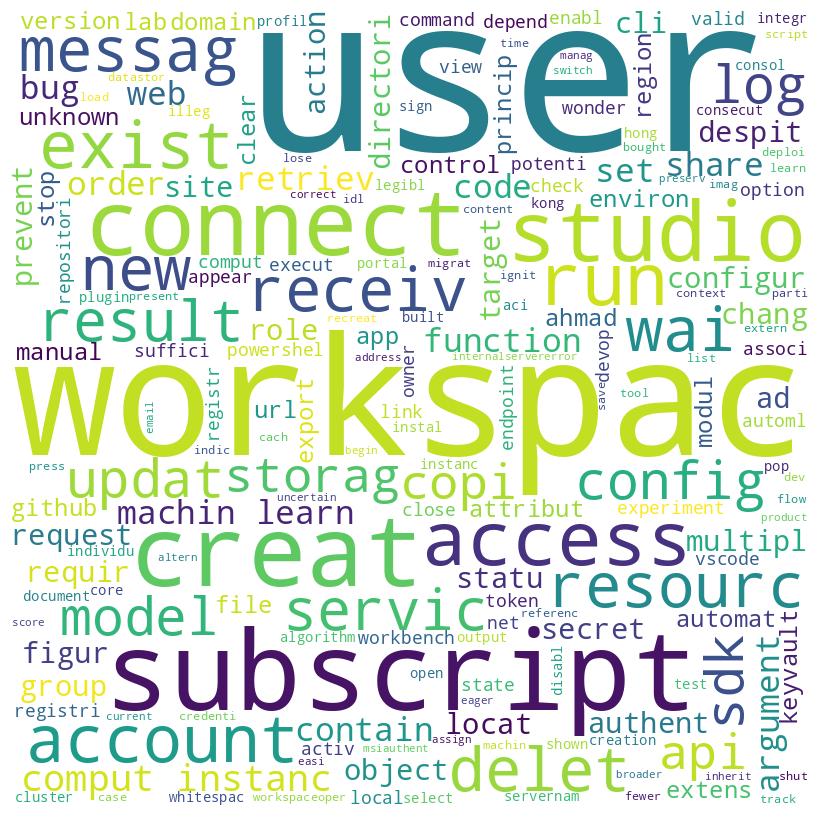 version lab domain profil command depend enabl cli valid integr
messag user action directori view time manag switch consol script
bug datastor web illeg load sign princip wonder region log consecut
unknown clear hong bought despit deploi learn
exist lose control potenti set share preserv imag
order site retriev correct legibl idl code check kong environ option
prevent stop repositori connect content target studio
new comput execut portal migrat ignit run configur context parti
plugin present appear receiv built aci chang extern
result role recreat app function ahmad wai
manual suffici powershel address owner internalservererror devop associ list
workspac
registr url email cach export link instal endpoint save tool modul ad automl
press indic begin instanc pop dev
updat storag copi config flow
github machin learn uncertain close attribut experiment product
request individu creat access multipl
requir document core altern model file servic statu token net referenc vscode resourc automat
score algorithm workbench output secret
figur subscript open state eager disabl test sdk argument keyvault
group registri current credenti msiauthent locat authent
account contain assign shown creation api
comput instanc activ easi object machin delet broader inherit extens shut
cluster case whitespac workspaceoper local select servernam fewer track